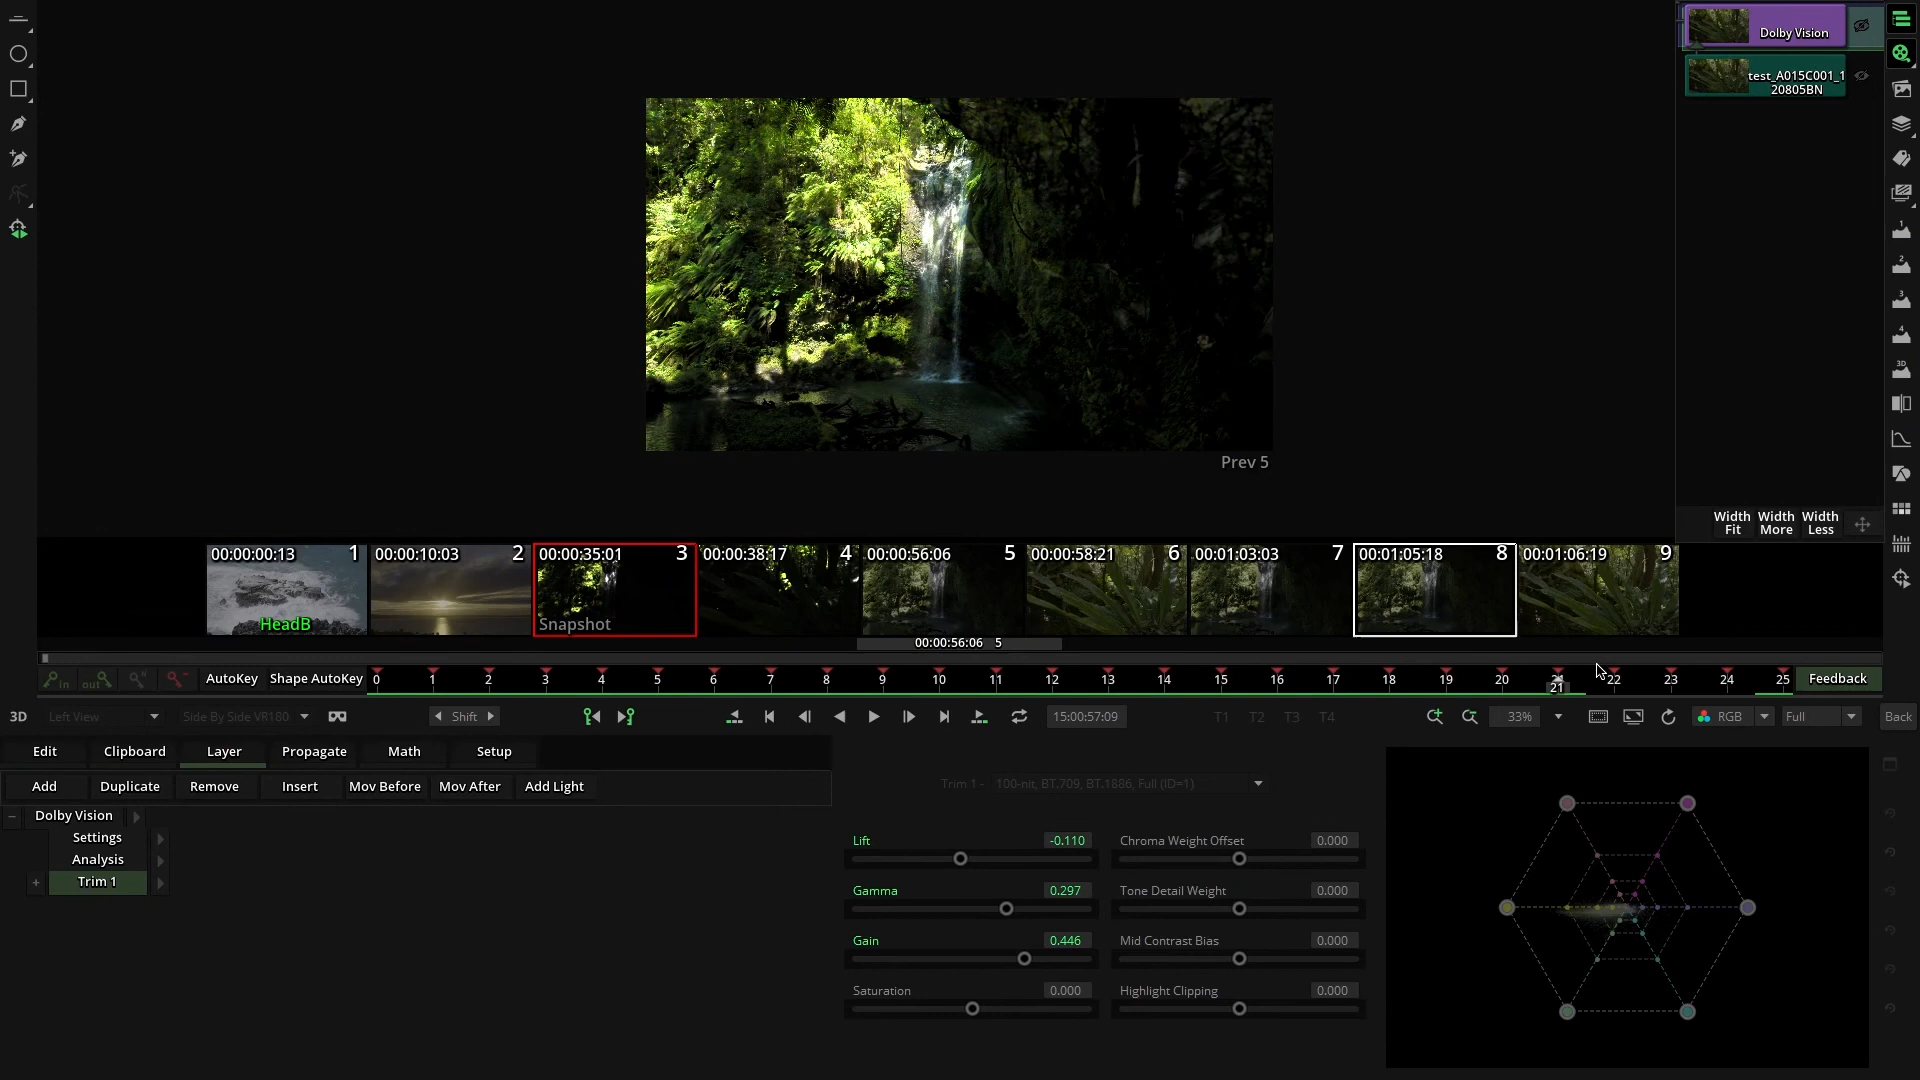 Dolby Vision
test_A015C001_1
20805BN
Prev 5
Width Fit
Width More
Width Less
00:00:00:13 1
HeadB
00:00:10:03 2
00:00:35:01 3
Snapshot
00:00:38:17 4
00:00:56:06 5
00:00:58:21 6
00:01:03:03 7
00:01:05:18 8
00:01:06:19 9
00:00:56:06 5
in out AutoKey Shape AutoKey 0 1 2 3 4 5 6 7 8 9 10 11 12 13 14 15 16 17 18 19 20 21 22 23 24 25 Feedback
21
3D Left View Side By Side VR180 Shift 15:00:57:09 T1 T2 T3 T4 33% RGB Full Back
Edit Clipboard Layer Propagate Math Setup
Add Duplicate Remove Insert Mov Before Mov After Add Light
Dolby Vision
Settings
Analysis
Trim 1
Trim 1 - 100-nit, BT.709, BT.1886, Full (ID=1)
Lift -0.110 Chroma Weight Offset 0.000
Gamma 0.297 Tone Detail Weight 0.000
Gain 0.446 Mid Contrast Bias 0.000
Saturation 0.000 Highlight Clipping 0.000